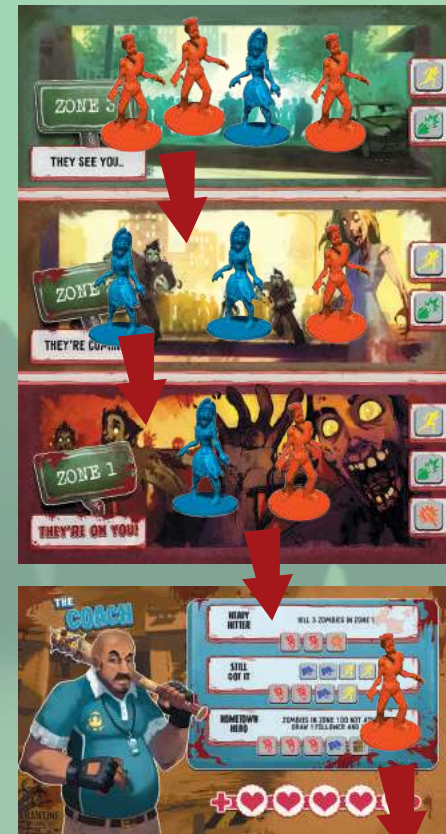 ZONE 3
THEY SEE YOU..
ZONE
THEY'RE
ZONE 1
THEY'RE ON YOU!
THE
COACH
HEAVY
HITTER
KILL 3 ZOMBIES IN ZONE 1
STILL
GOT IT
HOMETOWN
HERO
ZOMBIES IN ZONE 1 DO NOT
DRAW 1 FOLLOWER AND